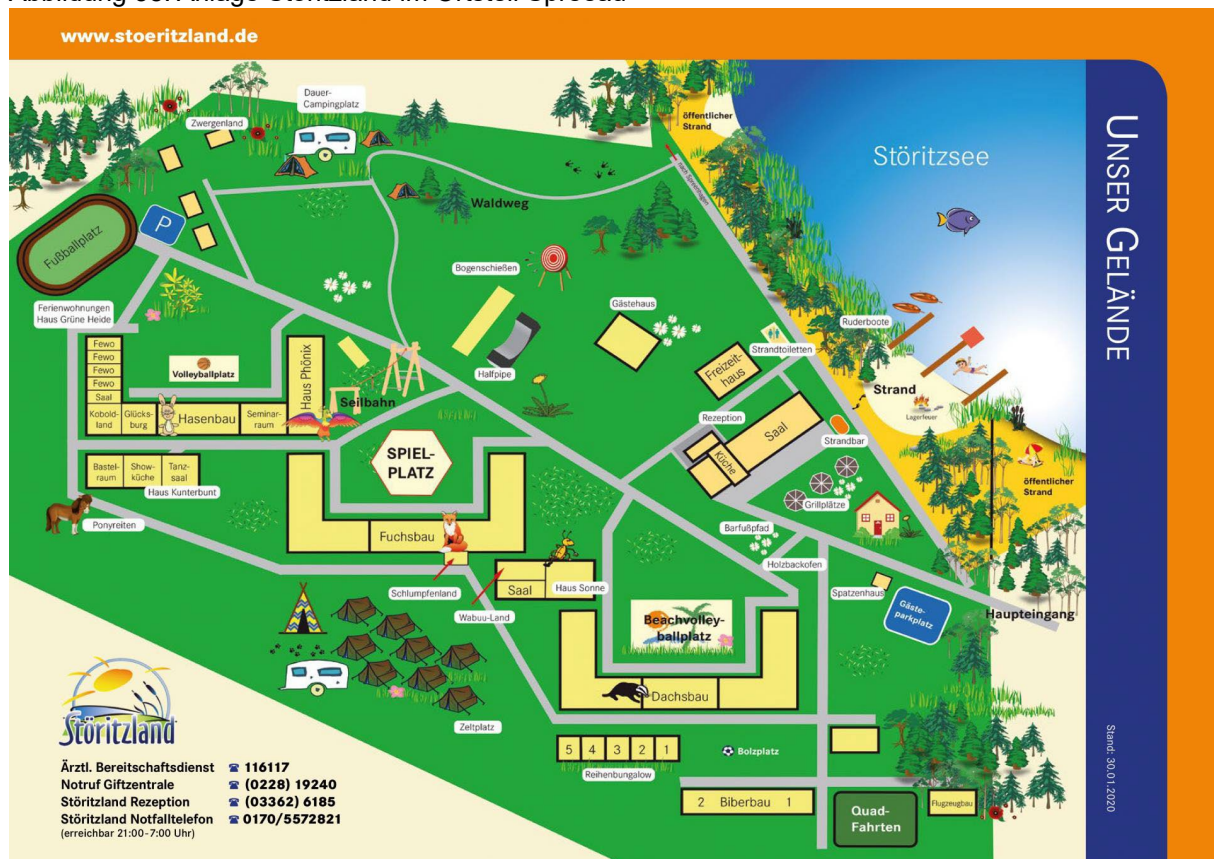 www.stoeritzland.de
UNSER GELÄNDE
Stand: 30.01.2020
Störitzsee
öffentlicher
Strand
nach Spreenhagen
Dauer-
Campingplatz
Zwergenland
P
Fußballplatz
Waldweg
Bogenschießen
Halfpipe
Gästehaus
Freizeit-
haus
Strandtoiletten
Ruderboote
Strand
Lagerfeuer
Strandbar
öffentlicher
Strand
Rezeption
Saal
Küche
Grillplätze
Ferienwohnungen
Haus Grüne Heide
Fewo
Fewo
Fewo
Fewo
Saal
Kobold-
land
Glücks-
burg
Hasenbau
Seminar-
raum
Haus Phönix
Volleyballplatz
Seilbahn
SPIEL-
PLATZ
Bastel-
raum
Show-
küche
Tanz-
saal
Haus Kunterbunt
Ponyreiten
Fuchsbau
Schlumpfenland
Saal
Haus Sonne
Wabuu-Land
Barfußpfad
Holzbackofen
Spatzenhaus
Gäste-
parkplatz
Haupteingang
Beachvolley-
ballplatz
Dachsbau
Zeltplatz
5 4 3 2 1
Reihenbungalow
Bolzplatz
2 Biberbau 1
Quad-
Fahrten
Flugzeugbau
Störitzland
Ärztl. Bereitschaftsdienst ☎ 116117
Notruf Giftzentrale ☎ (0228) 19240
Störitzland Rezeption ☎ (03362) 6185
Störitzland Notfalltelefon ☎ 0170/5572821
(erreichbar 21:00-7:00 Uhr)